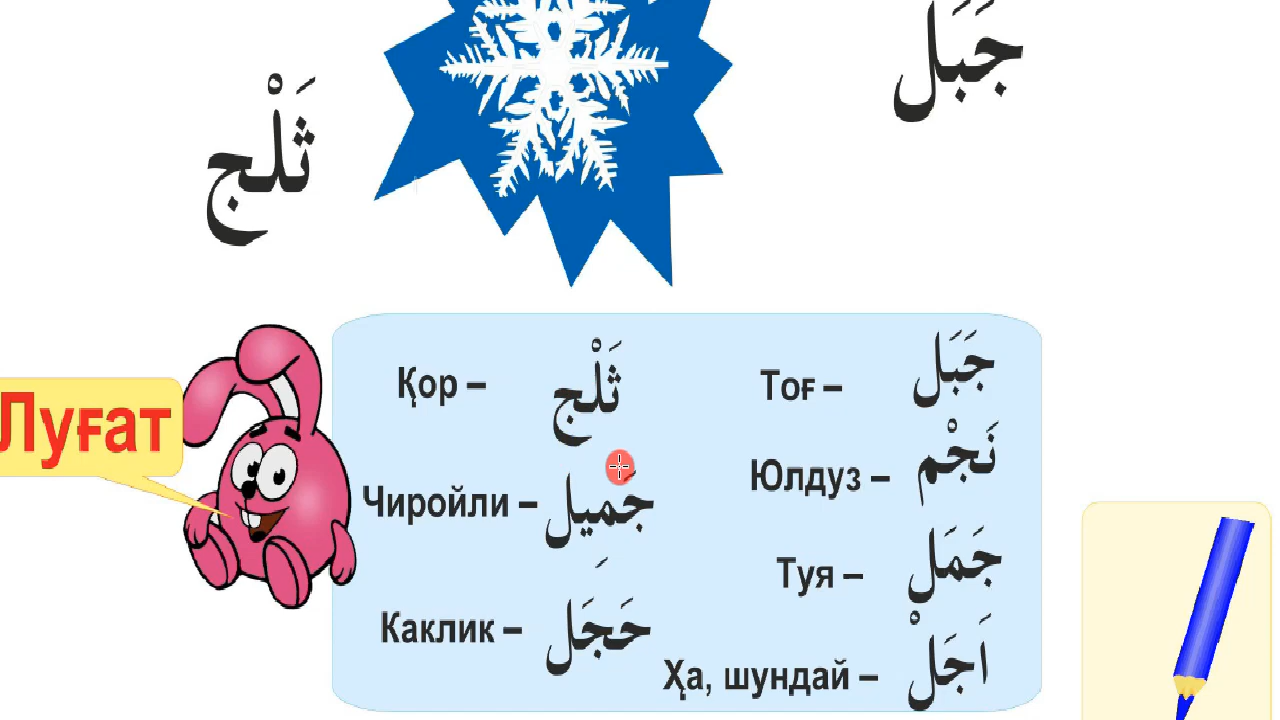 جَبَل
ثَلْج
Луғат
Қор – ثَلْج
Тоғ – جَبَل
Чиройли – جَمِيل
Юлдуз – نَجْم
Туя – جَمَل
Каклик – حَجَل
Ҳа, шундай – اَجَلْ